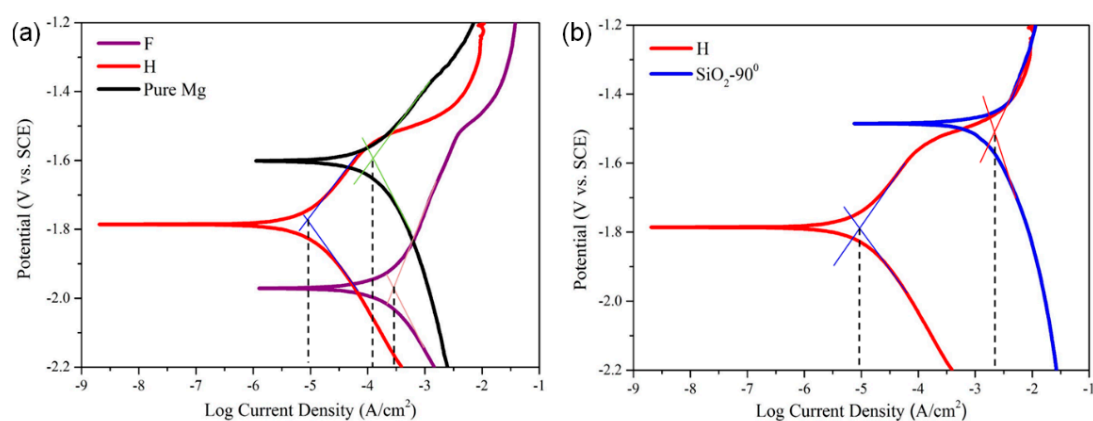 (a)
F
H
Pure Mg
Potential (V vs. SCE)
-1.2
-1.4
-1.6
-1.8
-2.0
-2.2
-9 -8 -7 -6 -5 -4 -3 -2 -1
Log Current Density (A/cm²)
(b)
H
SiO₂-90⁰
Potential (V vs. SCE)
-1.2
-1.4
-1.6
-1.8
-2.0
-2.2
-9 -8 -7 -6 -5 -4 -3 -2 -1
Log Current Density (A/cm²)